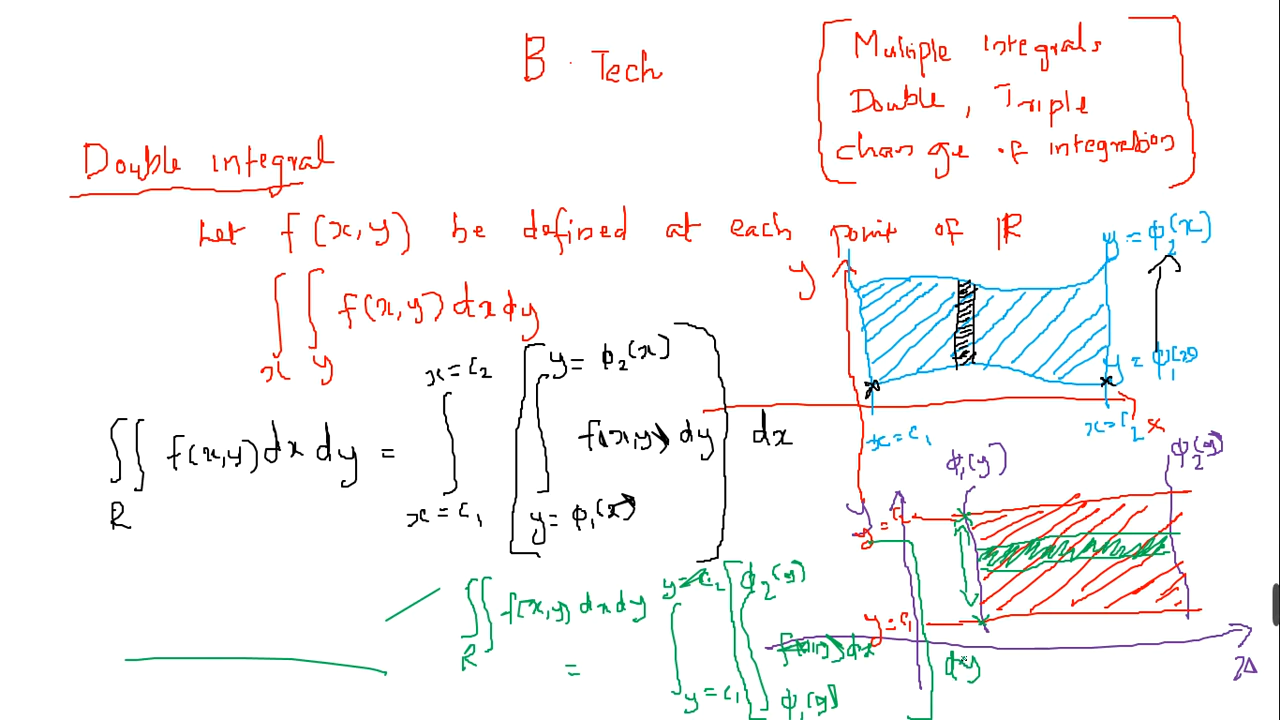 B. Tech
Multiple integrals
Double, Triple
change of integration
Double integral
Let f(x,y) be defined at each point of R
∫x ∫y f(x,y) dx dy
∬R f(x,y) dx dy = ∫_{x=c1}^{x=c2} [ ∫_{y=φ1(x)}^{y=φ2(x)} f(x,y) dy ] dx
y
y = φ2(x)
y = φ1(x)
x = c1
x = c2
x
φ1(y)
φ2(y)
y
y = c2
y = c1
x
∬R f(x,y) dx dy = ∫_{y=c1}^{y=c2} [ ∫_{φ1(y)}^{φ2(y)} f(x,y) dx ] dy